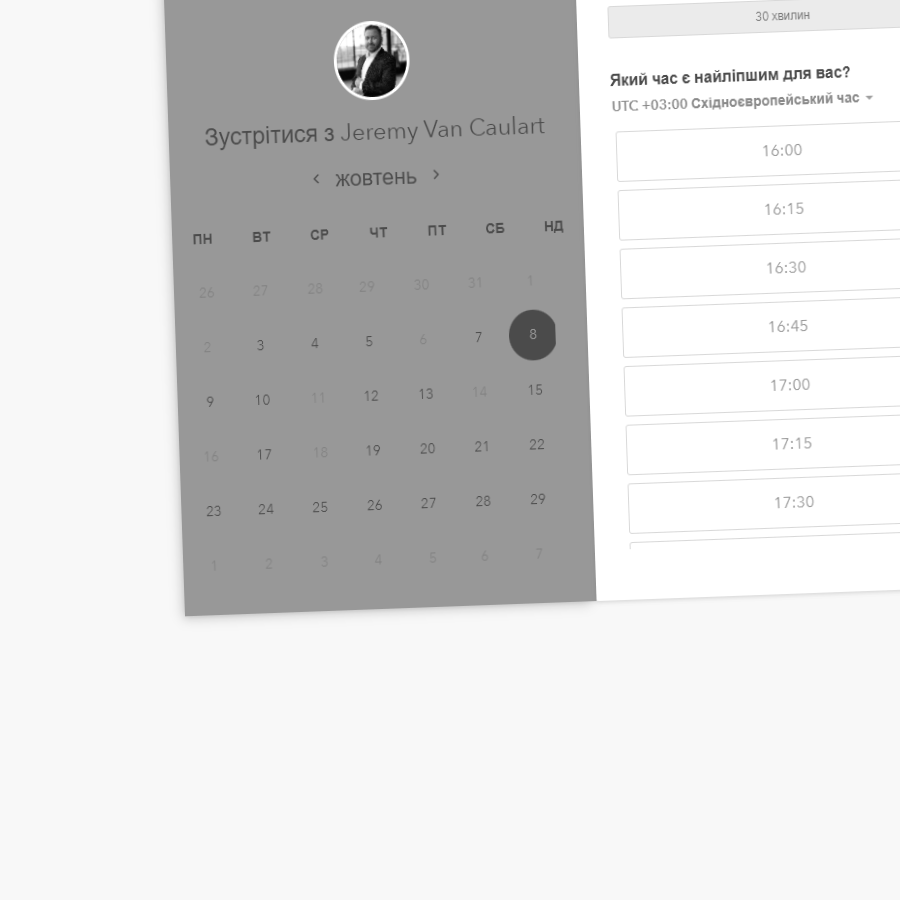 Зустрітися з Jeremy Van Caulart
‹ жовтень ›
ПН ВТ СР ЧТ ПТ СБ НД
26 27 28 29 30 31 1
2 3 4 5 6 7 8
9 10 11 12 13 14 15
16 17 18 19 20 21 22
23 24 25 26 27 28 29
1 2 3 4 5 6 7
30 хвилин
Який час є найліпшим для вас?
UTC +03:00 Східноєвропейський час
16:00
16:15
16:30
16:45
17:00
17:15
17:30